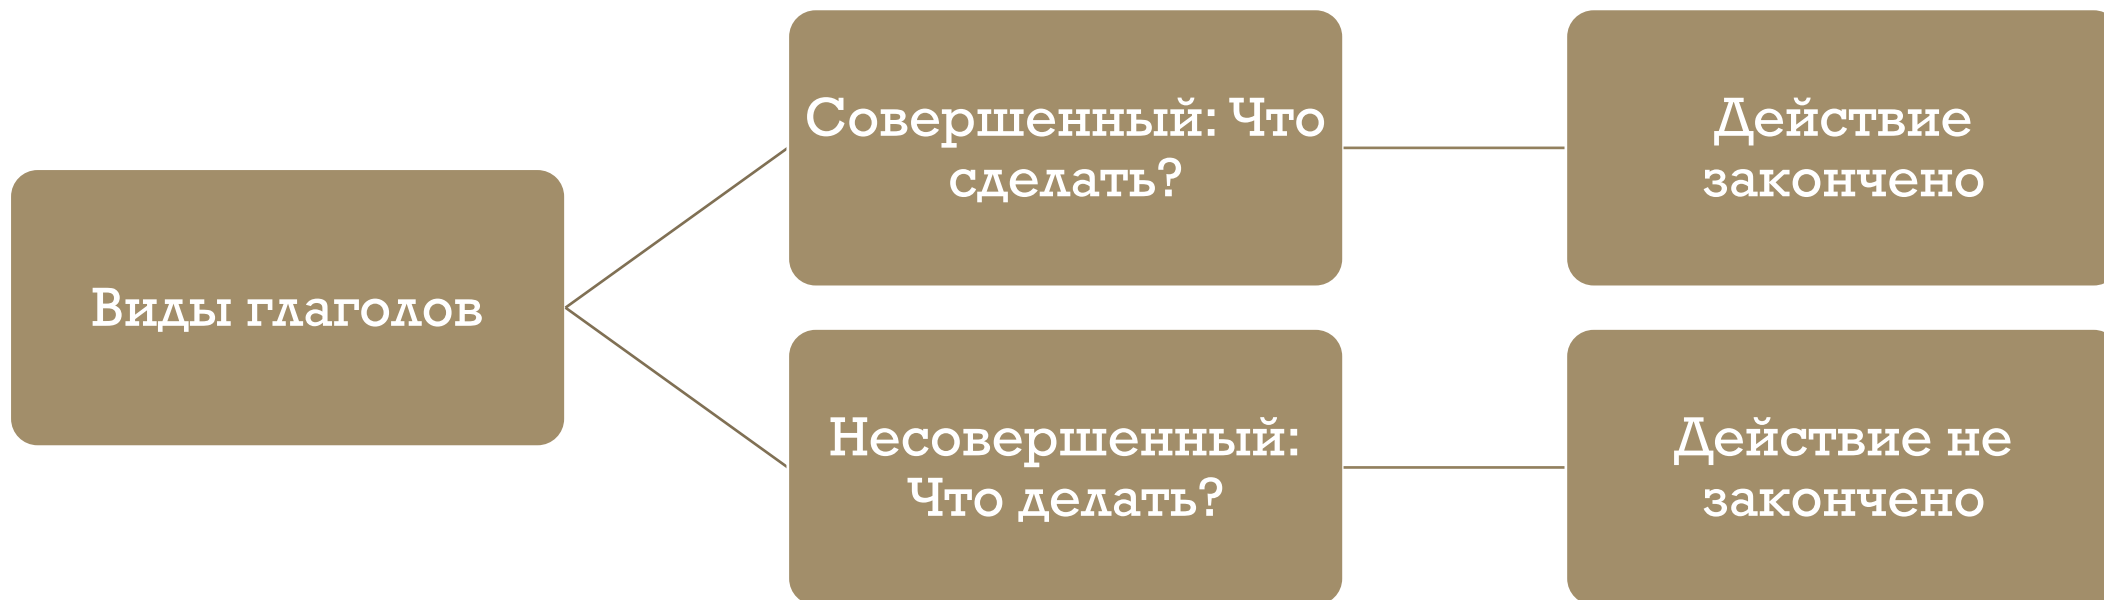 Виды глаголов
Совершенный: Что
сделать?
Действие
закончено
Несовершенный:
Что делать?
Действие не
закончено